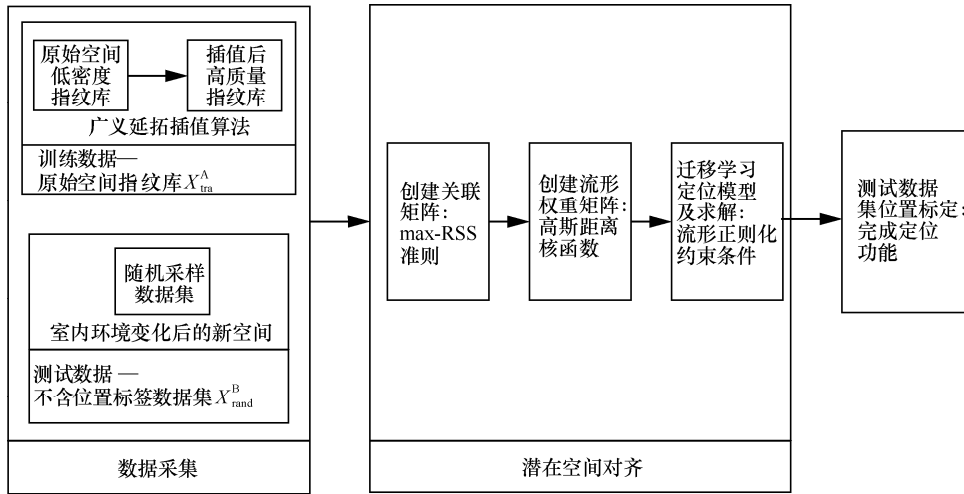 原始空间
低密度
指纹库
插值后
高质量
指纹库
广义延拓插值算法
训练数据—
原始空间指纹库 X_tra^A
随机采样
数据集
室内环境变化后的新空间
测试数据 —
不含位置标签数据集 X_rand^B
数据采集
创建关联
矩阵:
max-RSS
准则
创建流形
权重矩阵:
高斯距离
核函数
迁移学习
定位模型
及求解:
流形正则化
约束条件
潜在空间对齐
测试数据
集位置标定:
完成定位
功能